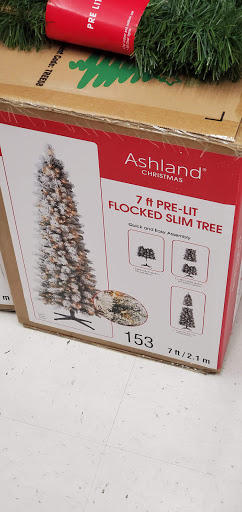 PRE LIT
Ashland®
CHRISTMAS
7 ft PRE-LIT
FLOCKED SLIM TREE
Quick and Easy Assembly
153
7 ft / 2.1 m